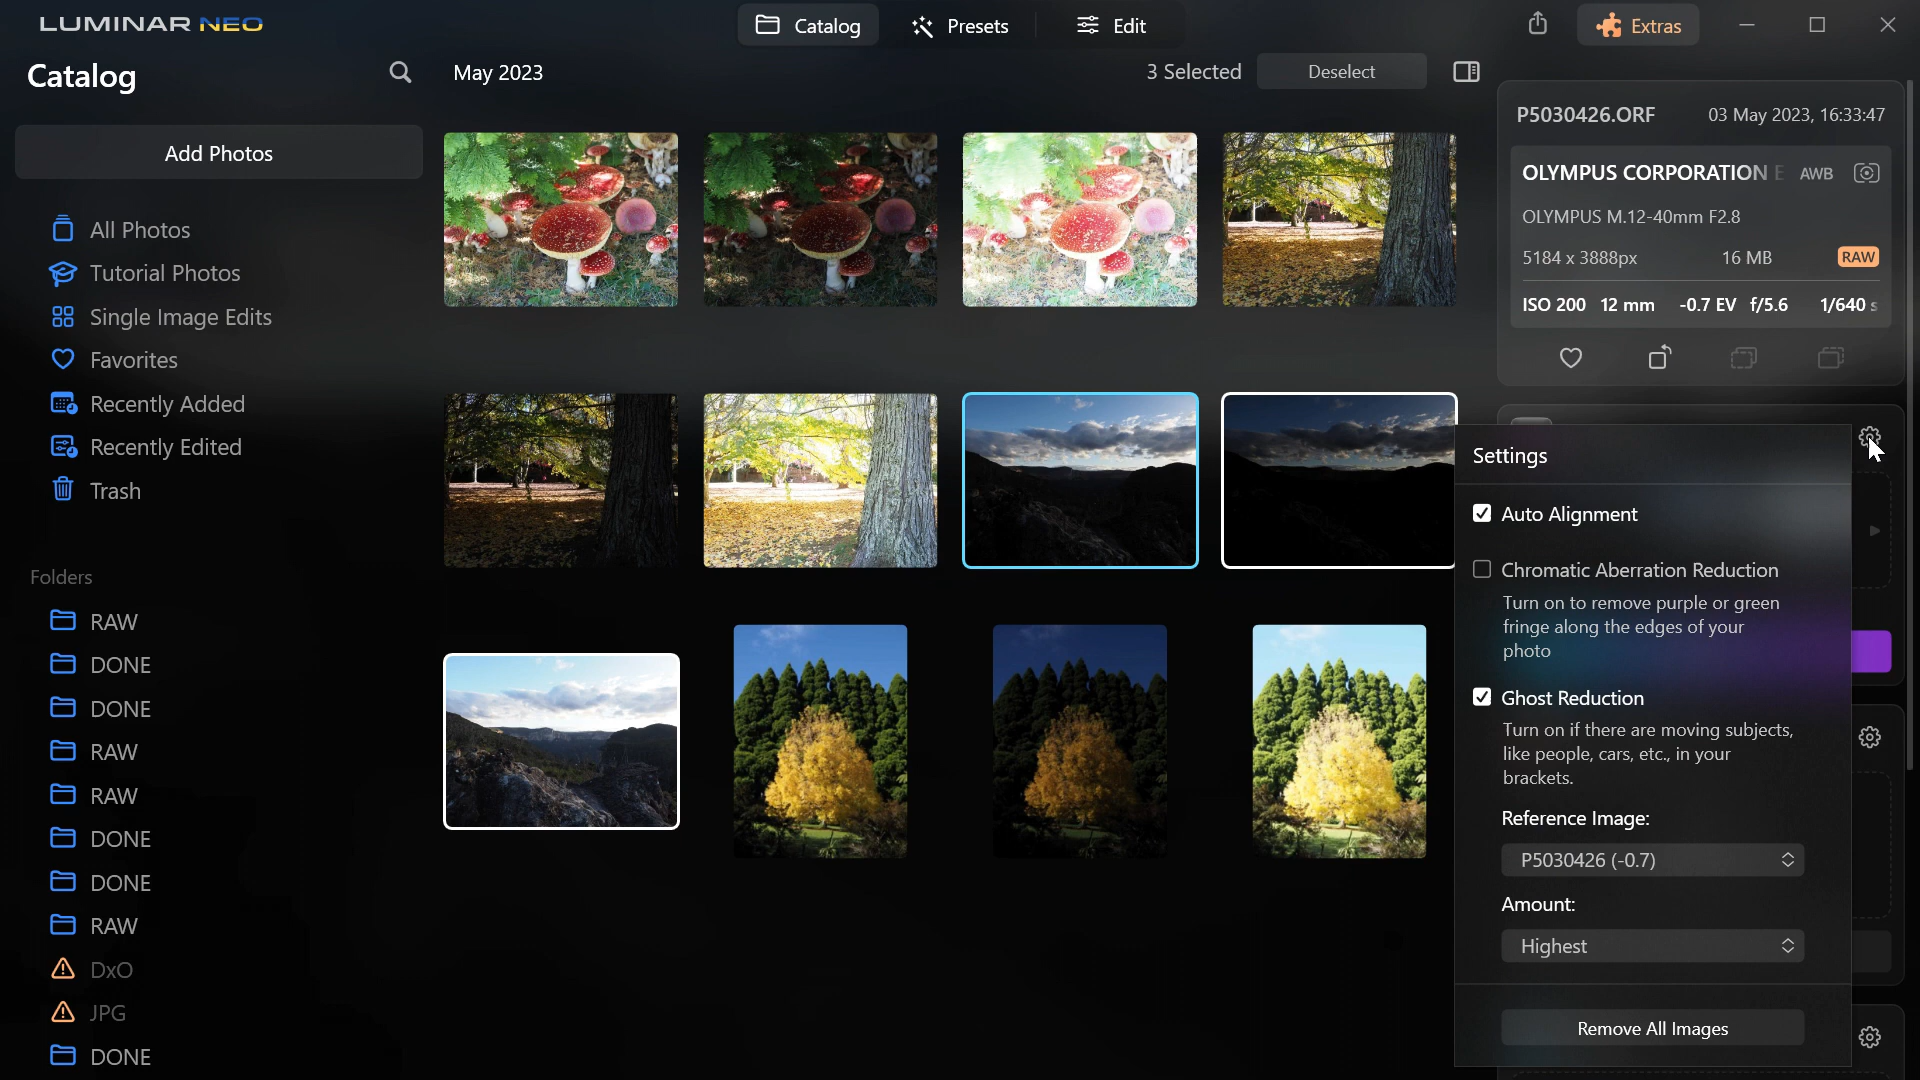 LUMINAR NEO
Catalog
Presets
Edit
Extras
Catalog
May 2023
3 Selected
Deselect
Add Photos
All Photos
Tutorial Photos
Single Image Edits
Favorites
Recently Added
Recently Edited
Trash
Folders
RAW
DONE
DONE
RAW
RAW
DONE
DONE
RAW
DxO
JPG
DONE
P5030426.ORF 03 May 2023, 16:33:47
OLYMPUS CORPORATION E AWB
OLYMPUS M.12-40mm F2.8
5184 x 3888px 16 MB RAW
ISO 200 12 mm -0.7 EV f/5.6 1/640 s
Settings
Auto Alignment
Chromatic Aberration Reduction
Turn on to remove purple or green
fringe along the edges of your
photo
Ghost Reduction
Turn on if there are moving subjects,
like people, cars, etc., in your
brackets.
Reference Image:
P5030426 (-0.7)
Amount:
Highest
Remove All Images